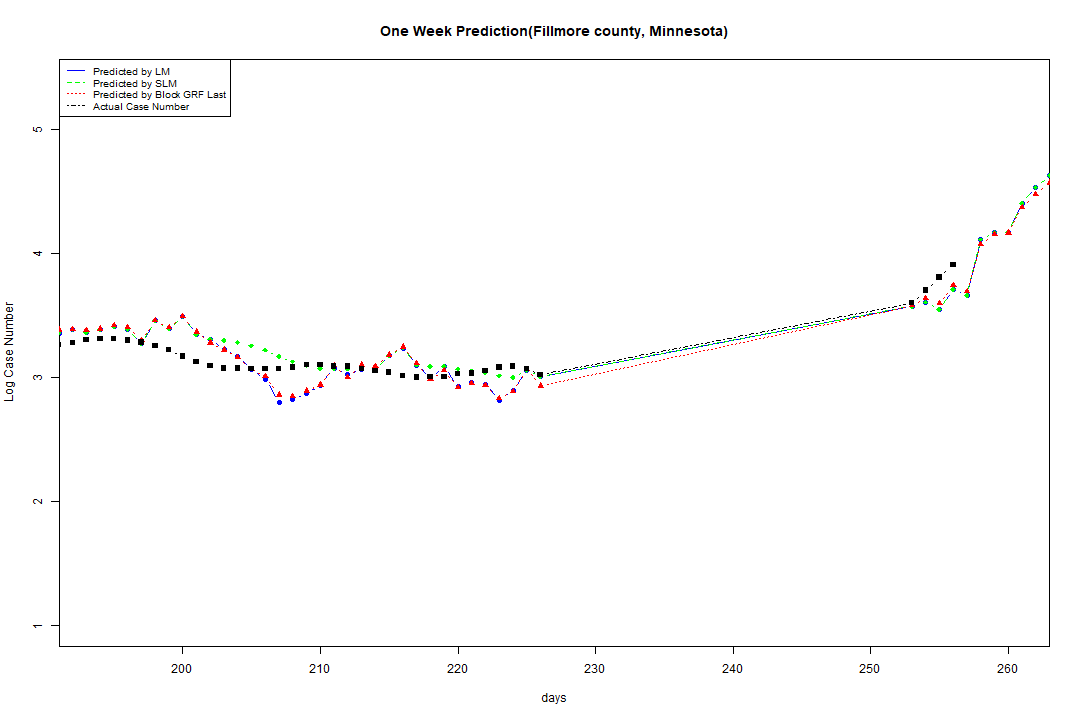 One Week Prediction(Fillmore county, Minnesota)
Predicted by LM
Predicted by SLM
Predicted by Block GRF Last
Actual Case Number
5
4
3
2
1
Log Case Number
200
210
220
230
240
250
260
days